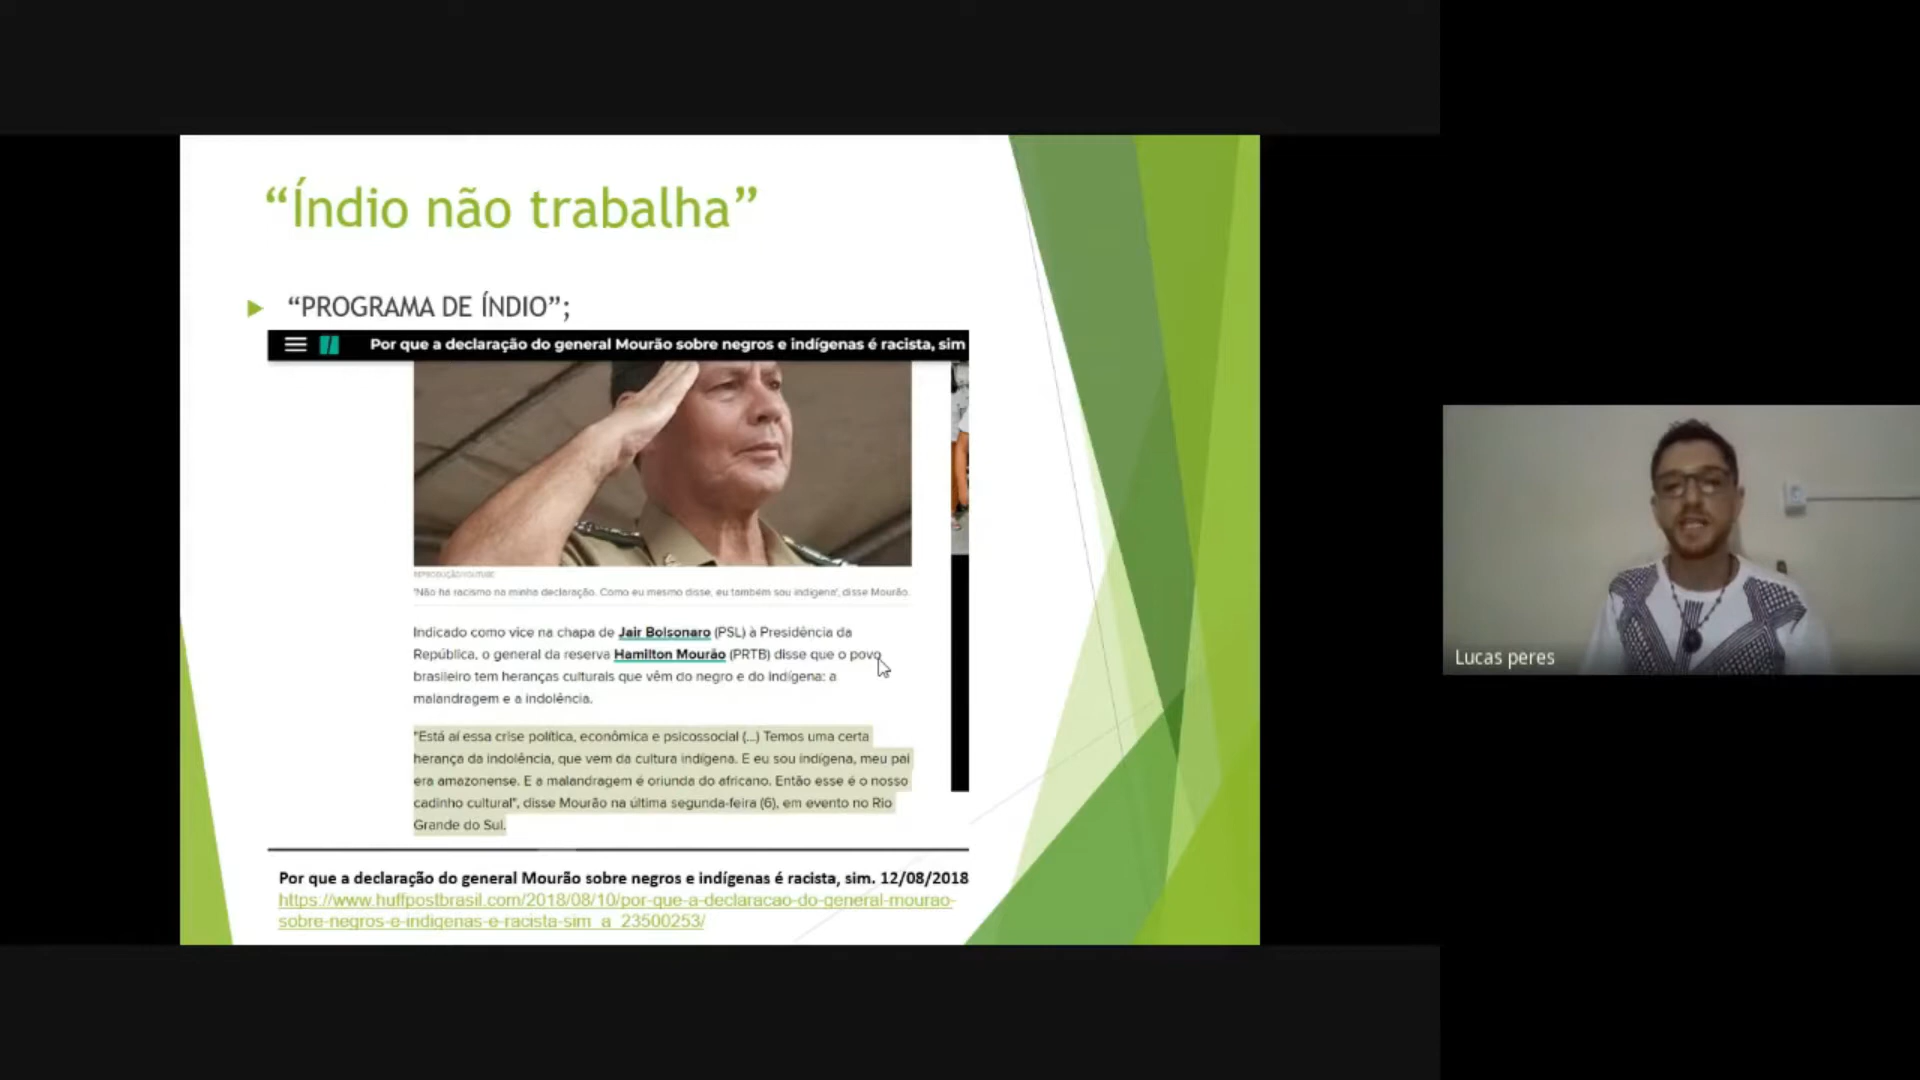 “Índio não trabalha”
“PROGRAMA DE ÍNDIO”;
Por que a declaração do general Mourão sobre negros e indígenas é racista, sim
REPRODUÇÃO/YOUTUBE
'Não há racismo na minha declaração. Como eu mesmo disse, eu também sou indígena', disse Mourão.
Indicado como vice na chapa de Jair Bolsonaro (PSL) à Presidência da
República, o general da reserva Hamilton Mourão (PRTB) disse que o povo
brasileiro tem heranças culturais que vêm do negro e do indígena: a
malandragem e a indolência.
"Está aí essa crise política, econômica e psicossocial (...) Temos uma certa
herança da indolência, que vem da cultura indígena. E eu sou indígena, meu pai
era amazonense. E a malandragem é oriunda do africano. Então esse é o nosso
cadinho cultural", disse Mourão na última segunda-feira (6), em evento no Rio
Grande do Sul.
Por que a declaração do general Mourão sobre negros e indígenas é racista, sim. 12/08/2018
https://www.huffpostbrasil.com/2018/08/10/por-que-a-declaracao-do-general-mourao-
sobre-negros-e-indigenas-e-racista-sim_a_23500253/
Lucas peres